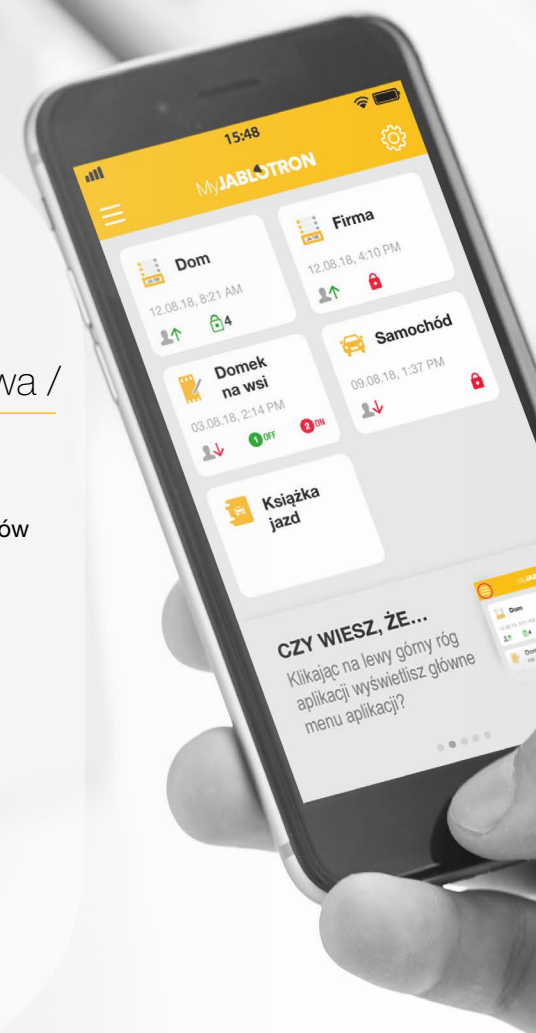 wa /
ów
15:48
MyJABLOTRON
Dom
12.08.18, 8:21 AM
4
Firma
12.08.18, 4:10 PM
Domek
na wsi
03.08.18, 2:14 PM
1 OFF
2 ON
Samochód
09.08.18, 1:37 PM
Książka
jazd
CZY WIESZ, ŻE...
Klikając na lewy górny róg
aplikacji wyświetlisz główne
menu aplikacji?
Dom